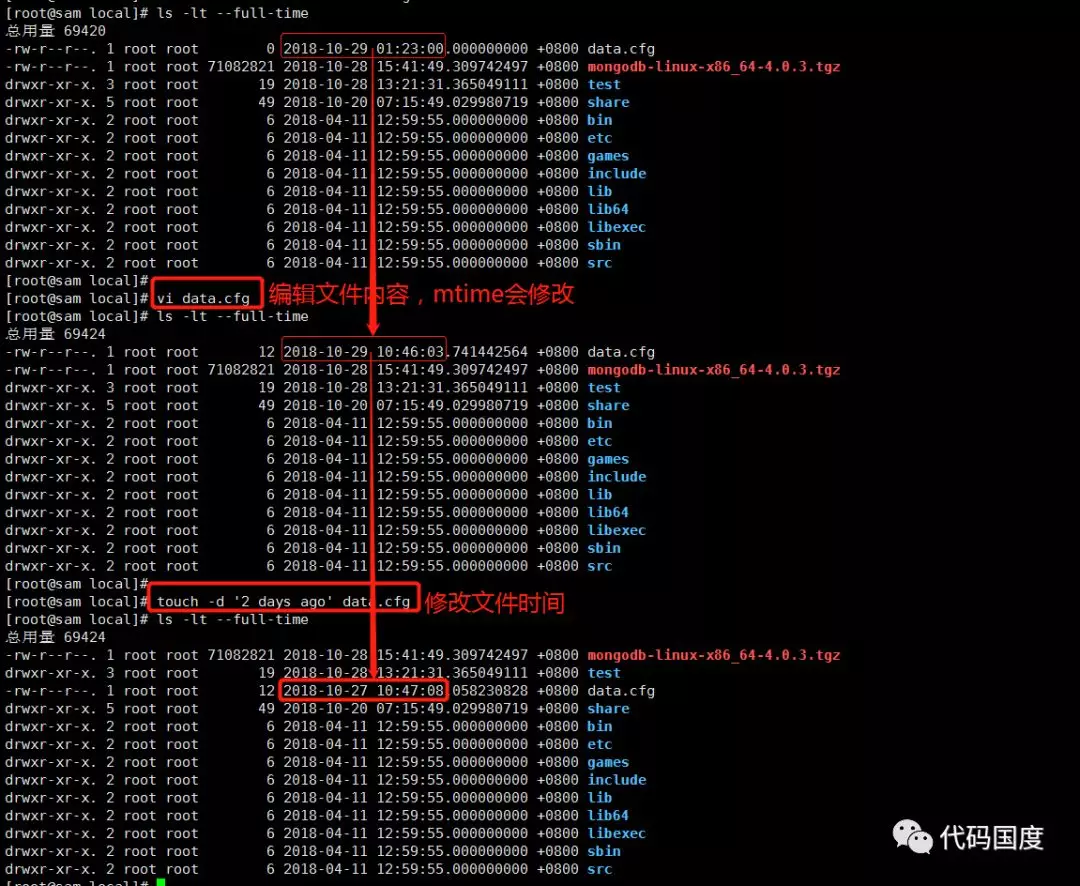 [root@sam local]# ls -lt --full-time
总用量 69420
-rw-r--r--. 1 root root        0 2018-10-29 01:23:00.000000000 +0800 data.cfg
-rw-r--r--. 1 root root 71082821 2018-10-28 15:41:49.309742497 +0800 mongodb-linux-x86_64-4.0.3.tgz
drwxr-xr-x. 3 root root       19 2018-10-28 13:21:31.365049111 +0800 test
drwxr-xr-x. 5 root root       49 2018-10-20 07:15:49.029980719 +0800 share
drwxr-xr-x. 2 root root        6 2018-04-11 12:59:55.000000000 +0800 bin
drwxr-xr-x. 2 root root        6 2018-04-11 12:59:55.000000000 +0800 etc
drwxr-xr-x. 2 root root        6 2018-04-11 12:59:55.000000000 +0800 games
drwxr-xr-x. 2 root root        6 2018-04-11 12:59:55.000000000 +0800 include
drwxr-xr-x. 2 root root        6 2018-04-11 12:59:55.000000000 +0800 lib
drwxr-xr-x. 2 root root        6 2018-04-11 12:59:55.000000000 +0800 lib64
drwxr-xr-x. 2 root root        6 2018-04-11 12:59:55.000000000 +0800 libexec
drwxr-xr-x. 2 root root        6 2018-04-11 12:59:55.000000000 +0800 sbin
drwxr-xr-x. 2 root root        6 2018-04-11 12:59:55.000000000 +0800 src
[root@sam local]#
[root@sam local]# vi data.cfg 编辑文件内容，mtime会修改
[root@sam local]# ls -lt --full-time
总用量 69424
-rw-r--r--. 1 root root       12 2018-10-29 10:46:03.741442564 +0800 data.cfg
-rw-r--r--. 1 root root 71082821 2018-10-28 15:41:49.309742497 +0800 mongodb-linux-x86_64-4.0.3.tgz
drwxr-xr-x. 3 root root       19 2018-10-28 13:21:31.365049111 +0800 test
drwxr-xr-x. 5 root root       49 2018-10-20 07:15:49.029980719 +0800 share
drwxr-xr-x. 2 root root        6 2018-04-11 12:59:55.000000000 +0800 bin
drwxr-xr-x. 2 root root        6 2018-04-11 12:59:55.000000000 +0800 etc
drwxr-xr-x. 2 root root        6 2018-04-11 12:59:55.000000000 +0800 games
drwxr-xr-x. 2 root root        6 2018-04-11 12:59:55.000000000 +0800 include
drwxr-xr-x. 2 root root        6 2018-04-11 12:59:55.000000000 +0800 lib
drwxr-xr-x. 2 root root        6 2018-04-11 12:59:55.000000000 +0800 lib64
drwxr-xr-x. 2 root root        6 2018-04-11 12:59:55.000000000 +0800 libexec
drwxr-xr-x. 2 root root        6 2018-04-11 12:59:55.000000000 +0800 sbin
drwxr-xr-x. 2 root root        6 2018-04-11 12:59:55.000000000 +0800 src
[root@sam local]#
[root@sam local]# touch -d '2 days ago' data.cfg 修改文件时间
[root@sam local]# ls -lt --full-time
总用量 69424
-rw-r--r--. 1 root root 71082821 2018-10-28 15:41:49.309742497 +0800 mongodb-linux-x86_64-4.0.3.tgz
drwxr-xr-x. 3 root root       19 2018-10-28 13:21:31.365049111 +0800 test
-rw-r--r--. 1 root root       12 2018-10-27 10:47:08.058230828 +0800 data.cfg
drwxr-xr-x. 5 root root       49 2018-10-20 07:15:49.029980719 +0800 share
drwxr-xr-x. 2 root root        6 2018-04-11 12:59:55.000000000 +0800 bin
drwxr-xr-x. 2 root root        6 2018-04-11 12:59:55.000000000 +0800 etc
drwxr-xr-x. 2 root root        6 2018-04-11 12:59:55.000000000 +0800 games
drwxr-xr-x. 2 root root        6 2018-04-11 12:59:55.000000000 +0800 include
drwxr-xr-x. 2 root root        6 2018-04-11 12:59:55.000000000 +0800 lib
drwxr-xr-x. 2 root root        6 2018-04-11 12:59:55.000000000 +0800 lib64
drwxr-xr-x. 2 root root        6 2018-04-11 12:59:55.000000000 +0800 libexec
drwxr-xr-x. 2 root root        6 2018-04-11 12:59:55.000000000 +0800 sbin
drwxr-xr-x. 2 root root        6 2018-04-11 12:59:55.000000000 +0800 src
[root@sam local]#
代码国度